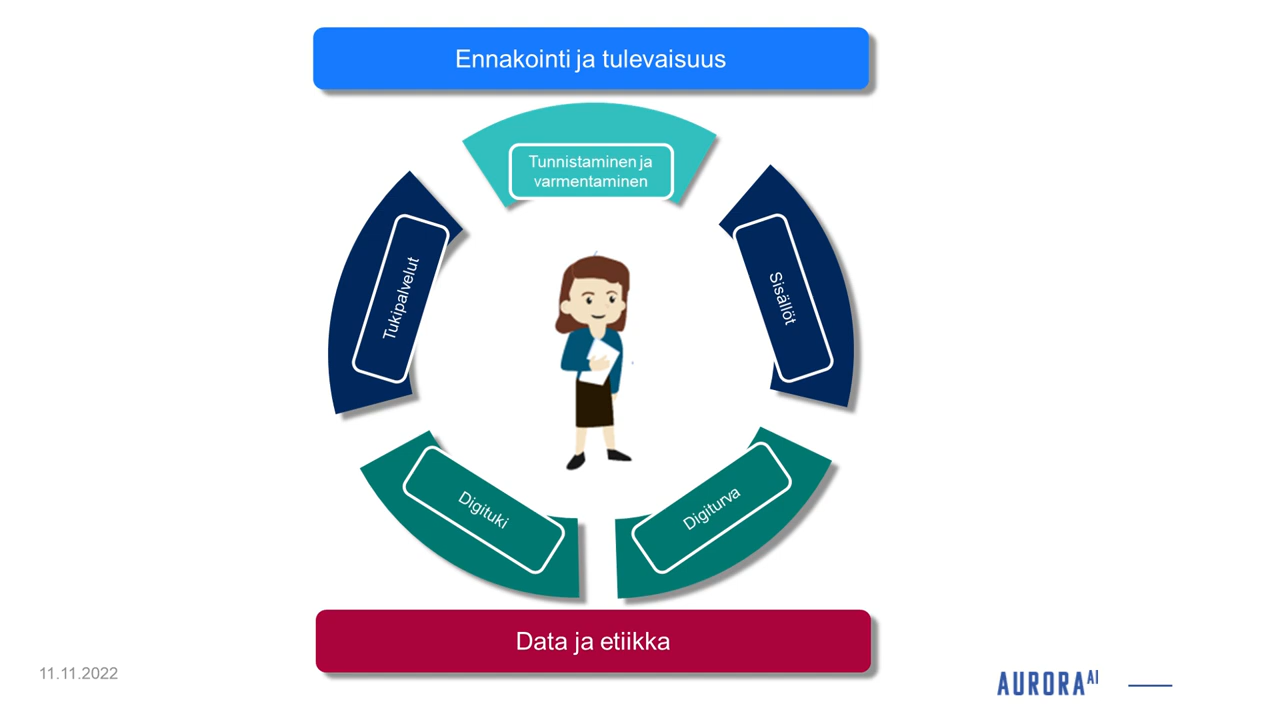 Ennakointi ja tulevaisuus
Tunnistaminen ja
varmentaminen
Tukipalvelut
Sisällöt
Digituki
Digiturva
Data ja etiikka
11.11.2022
AURORA AI